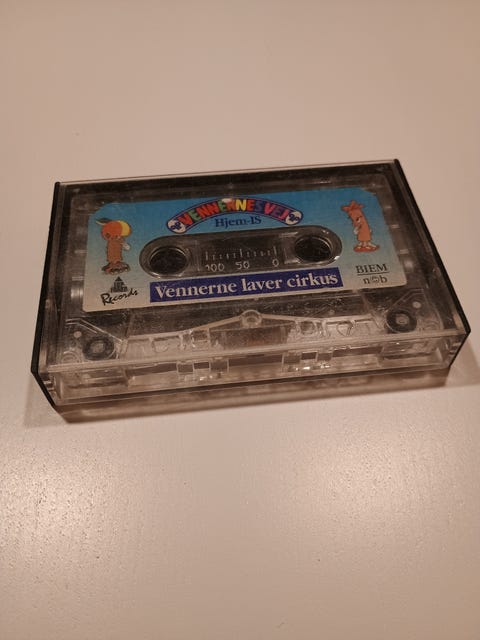 VENNERNES VEJ
Hjem-IS
100 50 0
Vennerne laver cirkus
Records
BIEM
n©b